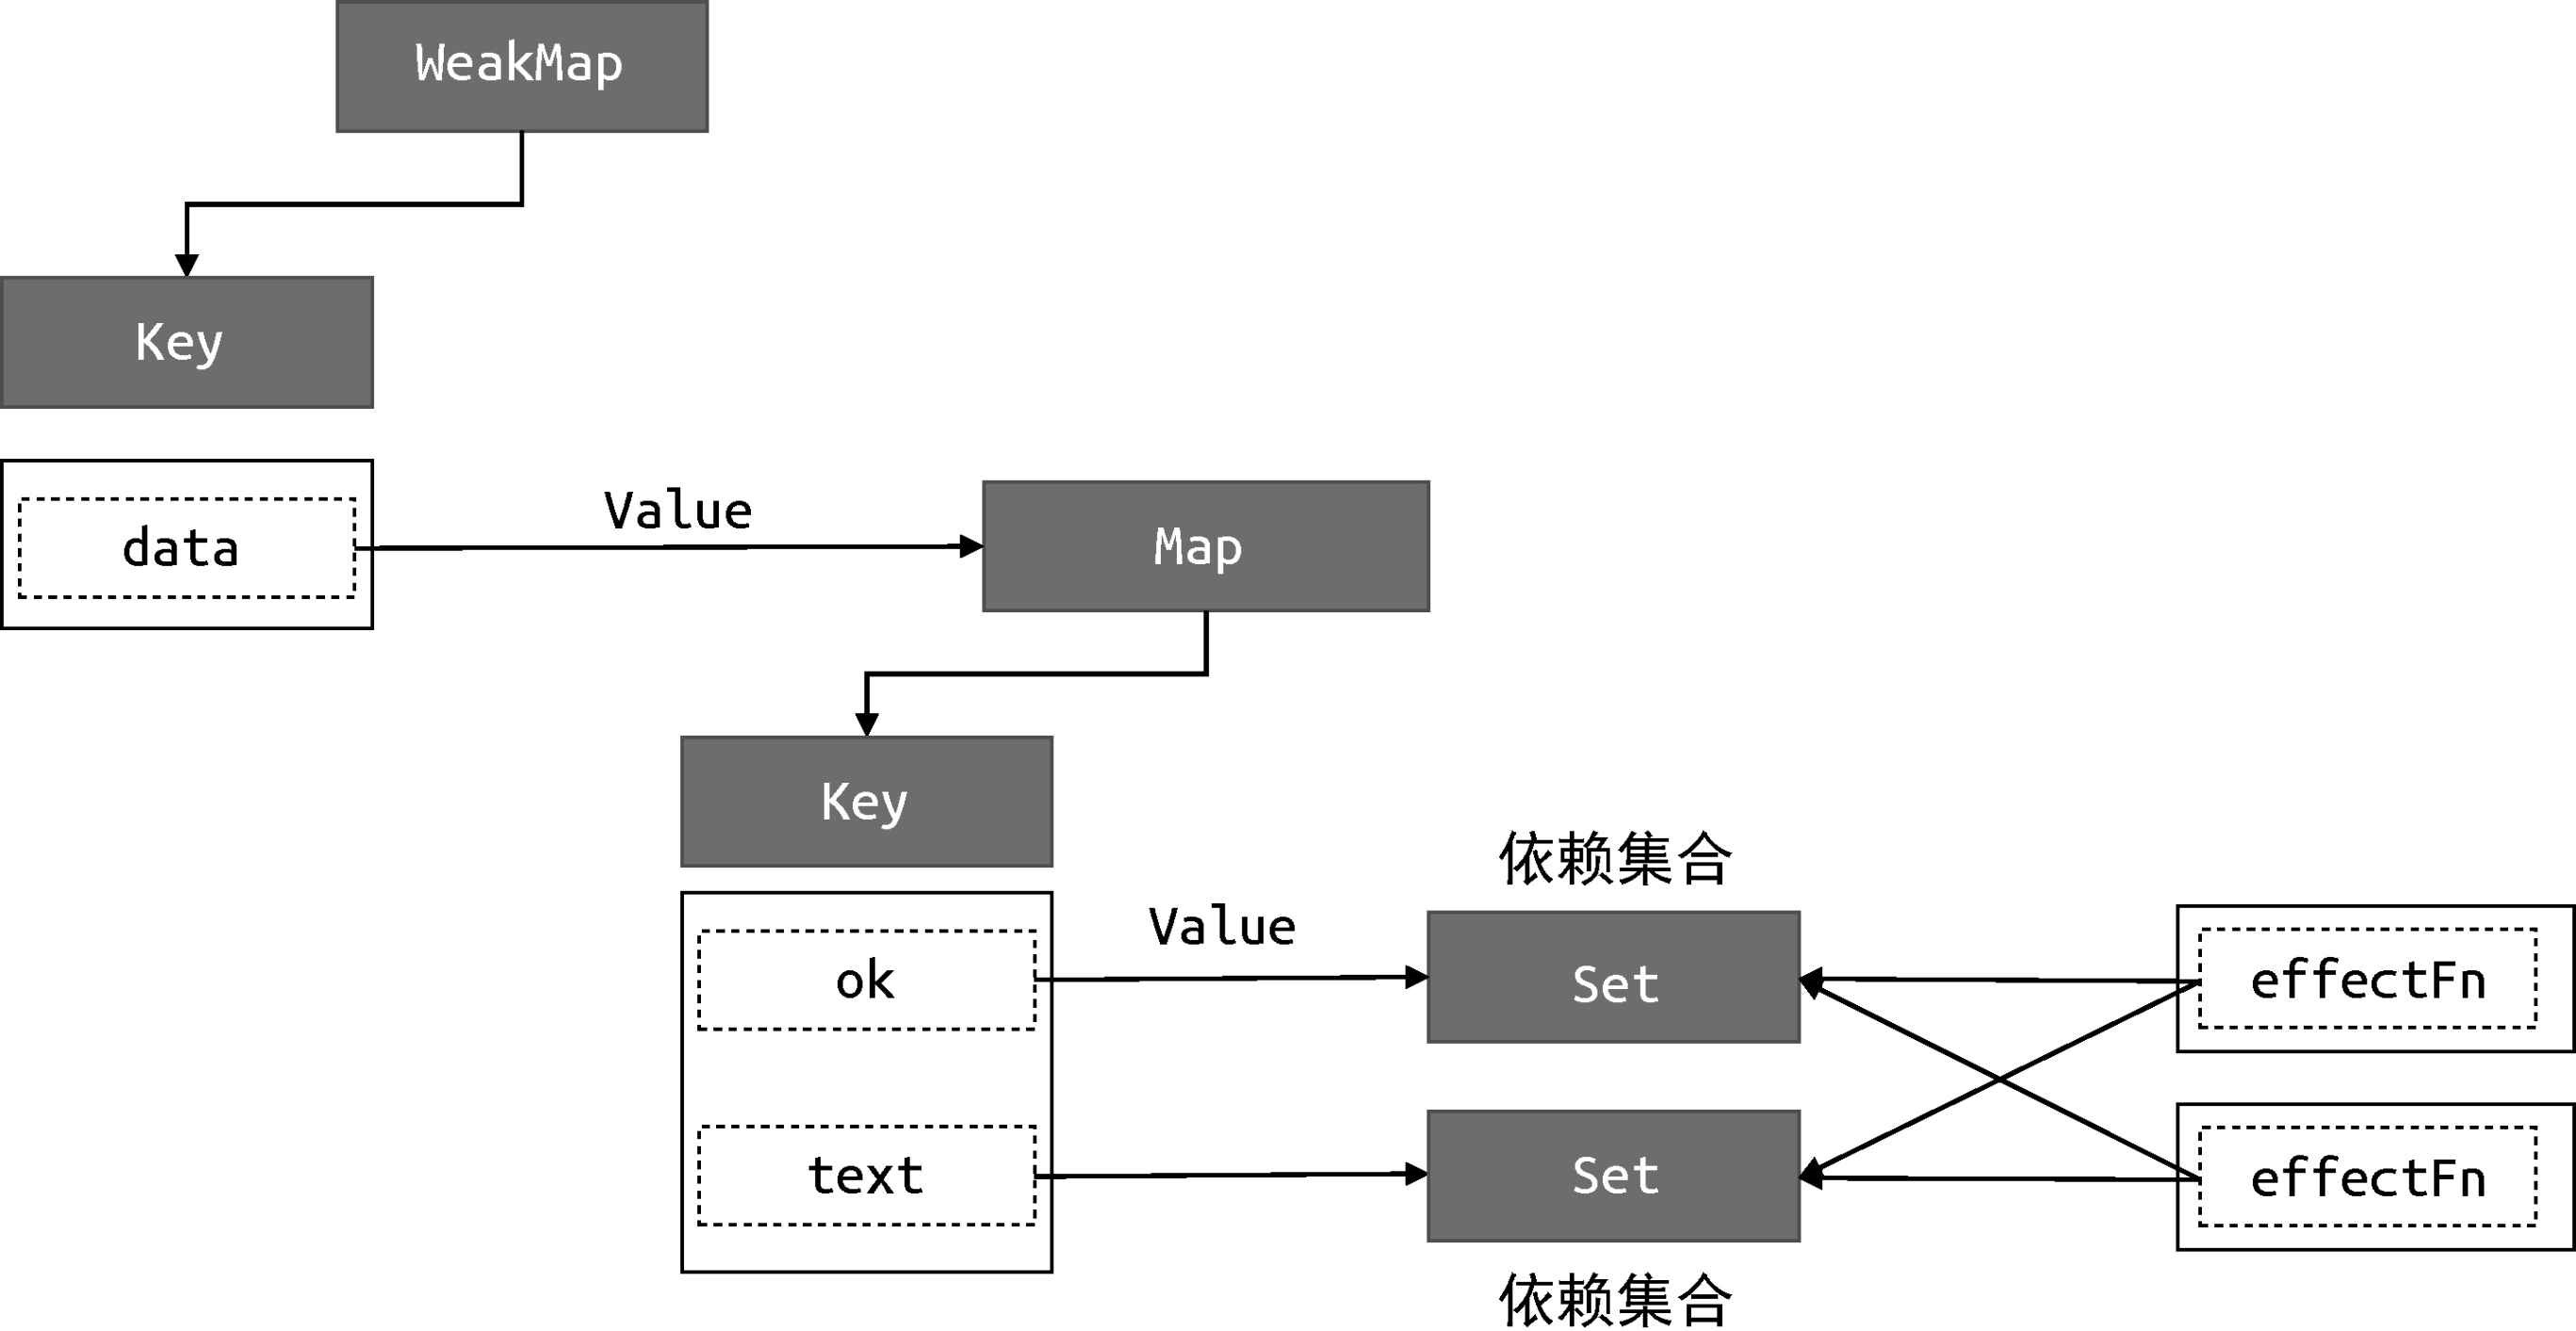 WeakMap
Key
data
Value
Map
Key
依赖集合
ok
Value
Set
effectFn
text
Set
effectFn
依赖集合